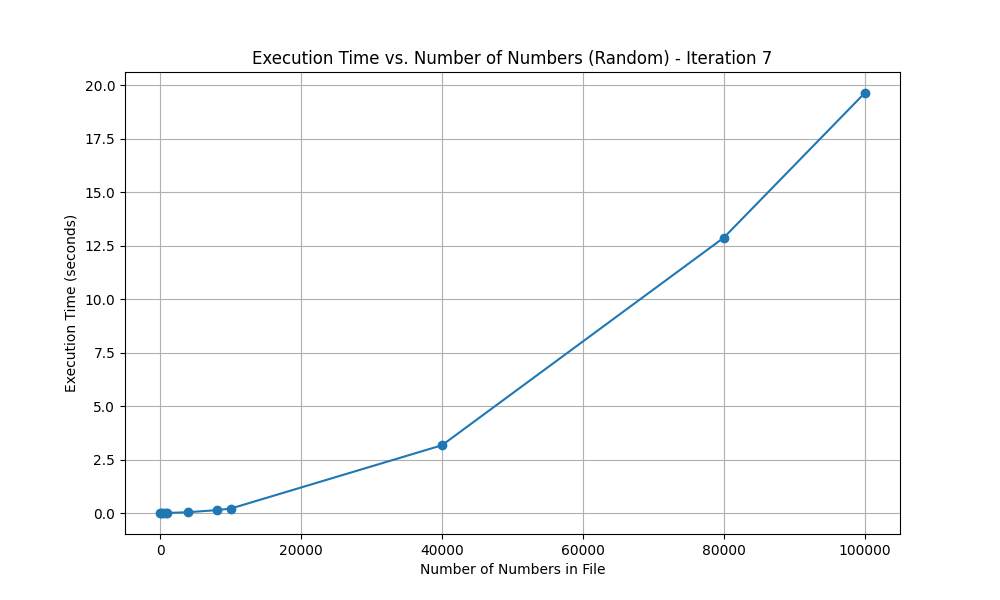 Execution Time vs. Number of Numbers (Random) - Iteration 7
20.0
17.5
15.0
12.5
10.0
7.5
5.0
2.5
0.0
Execution Time (seconds)
0 20000 40000 60000 80000 100000
Number of Numbers in File